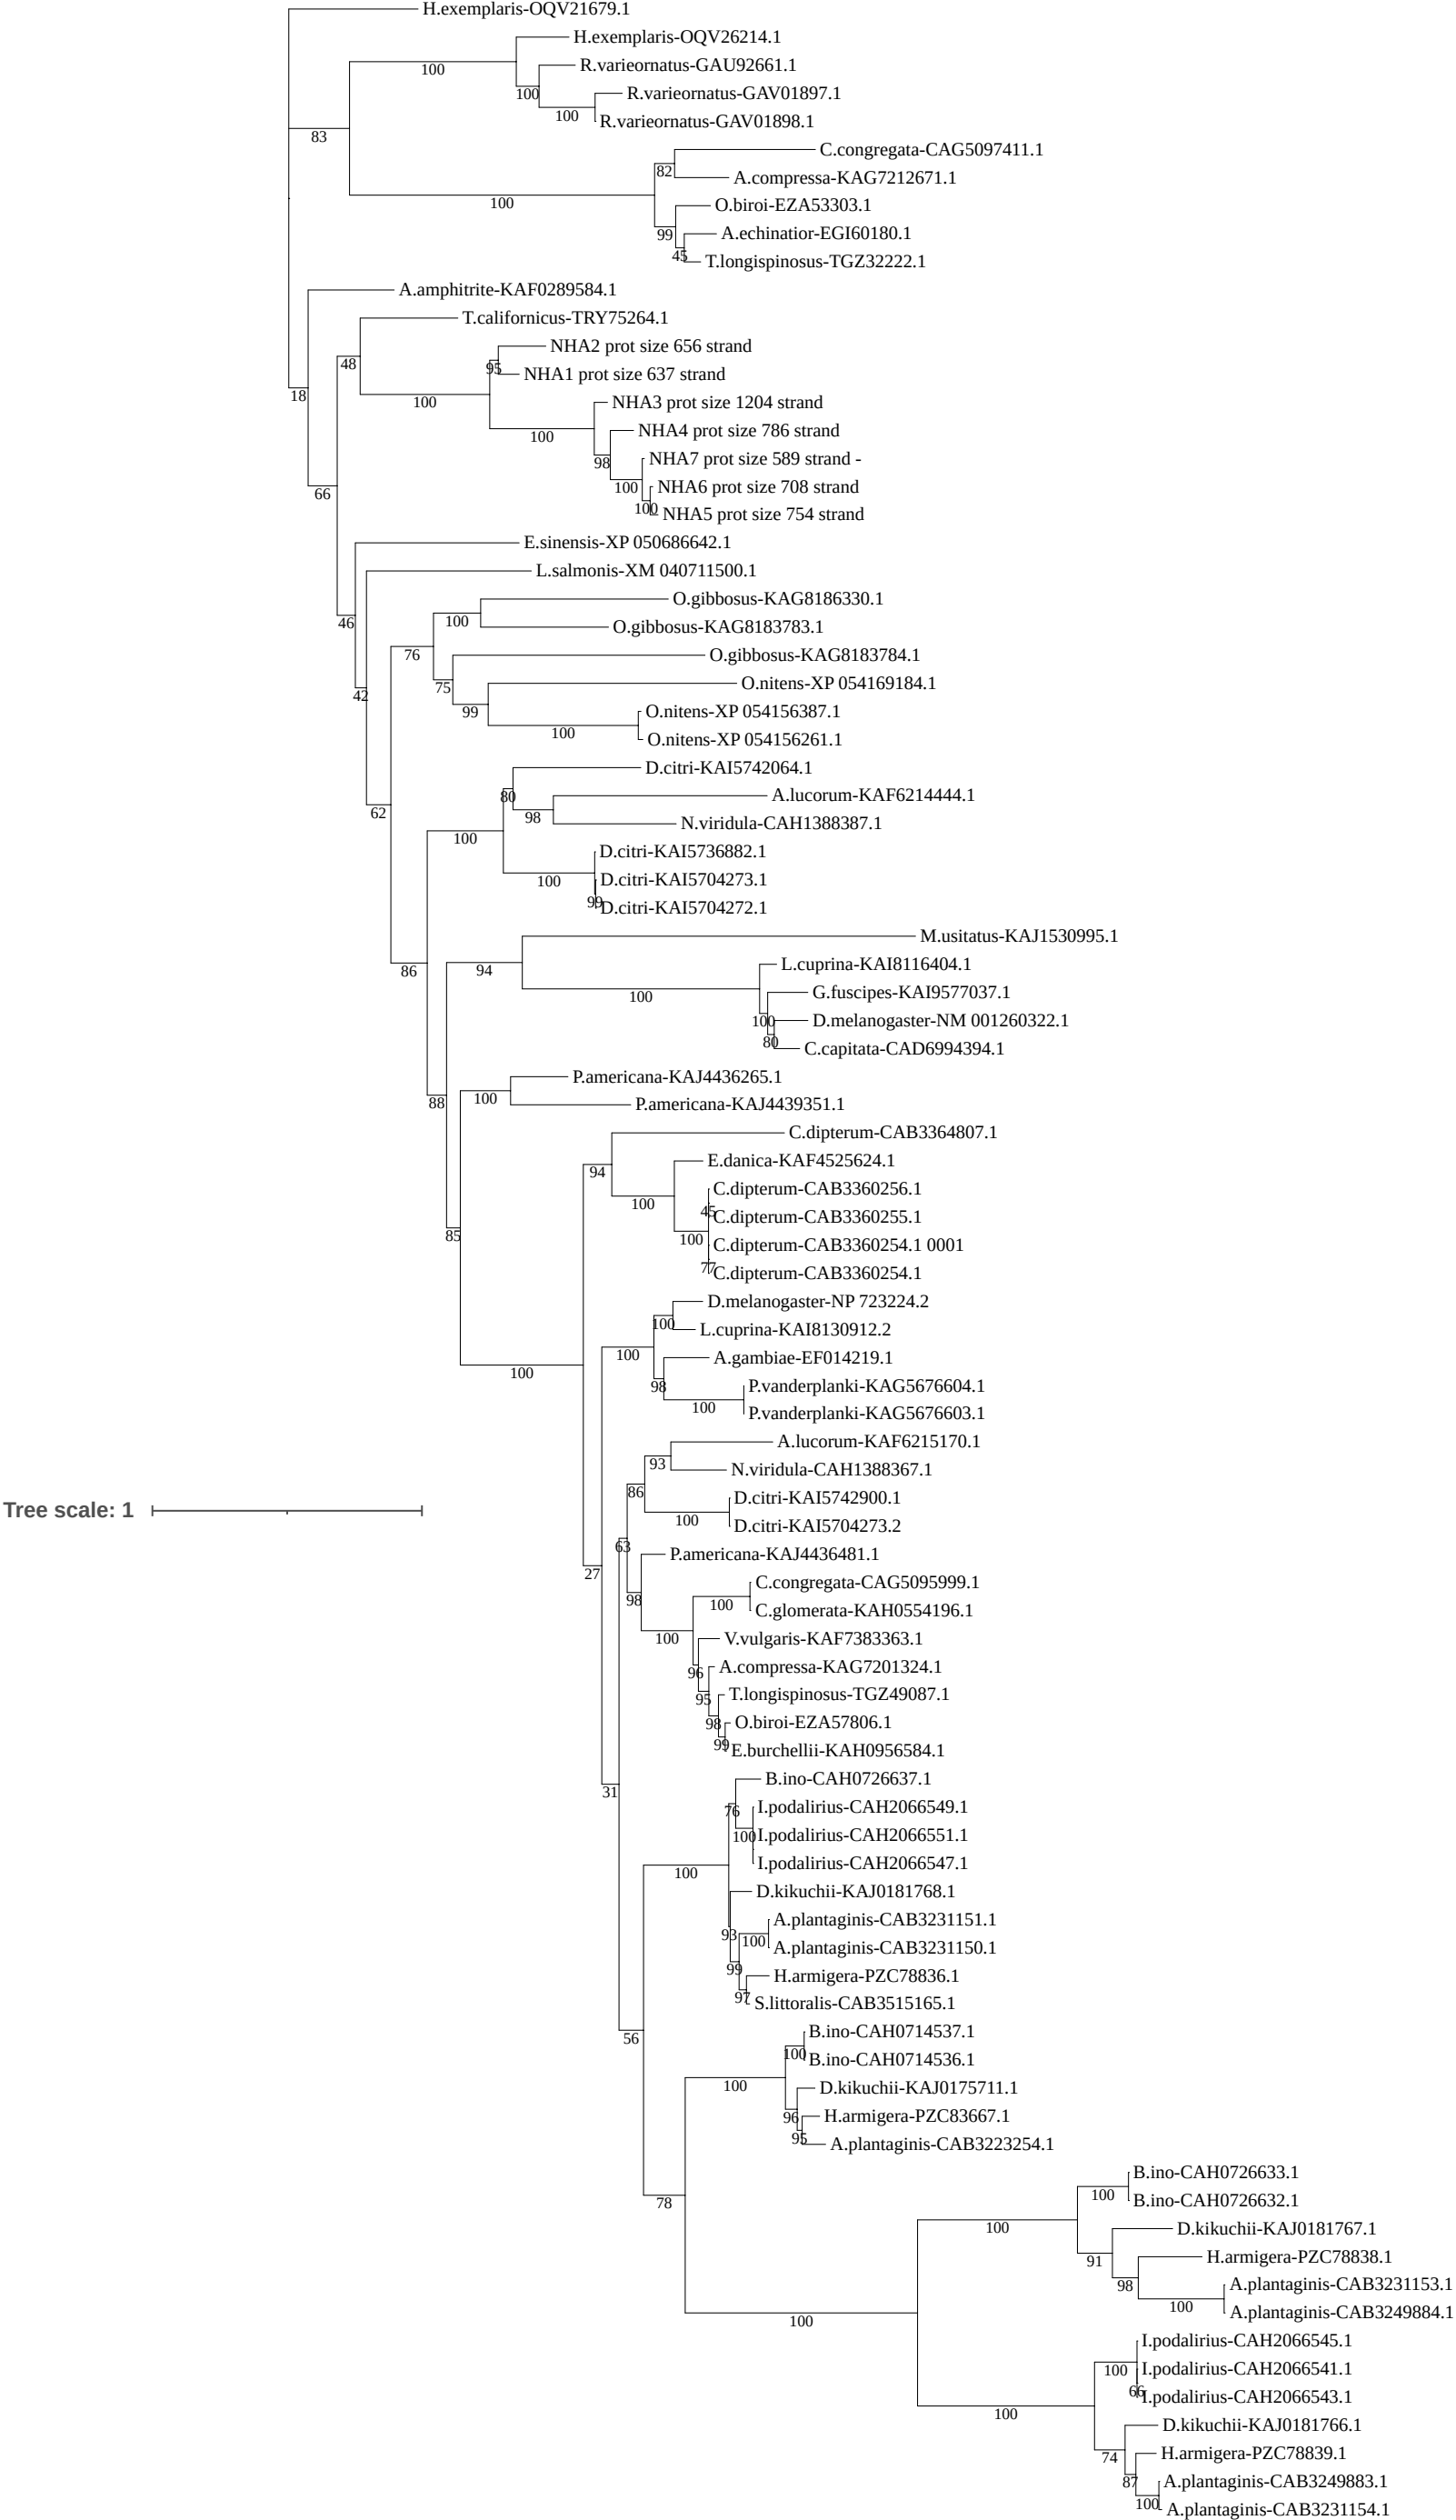 H.exemplaris-OQV21679.1
H.exemplaris-OQV26214.1
100
R.varieornatus-GAU92661.1
100
R.varieornatus-GAV01897.1
100
R.varieornatus-GAV01898.1
83
C.congregata-CAG5097411.1
82
A.compressa-KAG7212671.1
100
O.biroi-EZA53303.1
99
A.echinatior-EGI60180.1
45
T.longispinosus-TGZ32222.1
A.amphitrite-KAF0289584.1
T.californicus-TRY75264.1
NHA2 prot size 656 strand
48
95
NHA1 prot size 637 strand
18
100
NHA3 prot size 1204 strand
NHA4 prot size 786 strand
100
NHA7 prot size 589 strand -
98
NHA6 prot size 708 strand
66
100
100
NHA5 prot size 754 strand
E.sinensis-XP 050686642.1
L.salmonis-XM 040711500.1
O.gibbosus-KAG8186330.1
46
100
O.gibbosus-KAG8183783.1
76
O.gibbosus-KAG8183784.1
42
75
O.nitens-XP 054169184.1
99
O.nitens-XP 054156387.1
100
O.nitens-XP 054156261.1
D.citri-KAI5742064.1
80
A.lucorum-KAF6214444.1
62
98
N.viridula-CAH1388387.1
100
D.citri-KAI5736882.1
100
D.citri-KAI5704273.1
99
D.citri-KAI5704272.1
M.usitatus-KAJ1530995.1
86
94
L.cuprina-KAI8116404.1
100
G.fuscipes-KAI9577037.1
100
D.melanogaster-NM 001260322.1
80
C.capitata-CAD6994394.1
P.americana-KAJ4436265.1
88
100
P.americana-KAJ4439351.1
C.dipterum-CAB3364807.1
E.danica-KAF4525624.1
94
C.dipterum-CAB3360256.1
100
45
C.dipterum-CAB3360255.1
85
100
C.dipterum-CAB3360254.1 0001
77
C.dipterum-CAB3360254.1
D.melanogaster-NP 723224.2
100
L.cuprina-KAI8130912.2
100
A.gambiae-EF014219.1
100
98
P.vanderplanki-KAG5676604.1
100
P.vanderplanki-KAG5676603.1
A.lucorum-KAF6215170.1
93
N.viridula-CAH1388367.1
86
D.citri-KAI5742900.1
Tree scale: 1
100
D.citri-KAI5704273.2
63
P.americana-KAJ4436481.1
27
C.congregata-CAG5095999.1
98
100
C.glomerata-KAH0554196.1
100
V.vulgaris-KAF7383363.1
96
A.compressa-KAG7201324.1
95
T.longispinosus-TGZ49087.1
98
O.biroi-EZA57806.1
99
E.burchellii-KAH0956584.1
31
B.ino-CAH0726637.1
76
I.podalirius-CAH2066549.1
100
I.podalirius-CAH2066551.1
100
I.podalirius-CAH2066547.1
D.kikuchii-KAJ0181768.1
93
A.plantaginis-CAB3231151.1
100
A.plantaginis-CAB3231150.1
99
H.armigera-PZC78836.1
97
S.littoralis-CAB3515165.1
56
B.ino-CAH0714537.1
100
B.ino-CAH0714536.1
100
D.kikuchii-KAJ0175711.1
96
H.armigera-PZC83667.1
95
A.plantaginis-CAB3223254.1
B.ino-CAH0726633.1
78
100
B.ino-CAH0726632.1
100
D.kikuchii-KAJ0181767.1
91
H.armigera-PZC78838.1
98
A.plantaginis-CAB3231153.1
100
A.plantaginis-CAB3249884.1
100
I.podalirius-CAH2066545.1
100
I.podalirius-CAH2066541.1
66
I.podalirius-CAH2066543.1
100
D.kikuchii-KAJ0181766.1
74
H.armigera-PZC78839.1
87
A.plantaginis-CAB3249883.1
100
A.plantaginis-CAB3231154.1